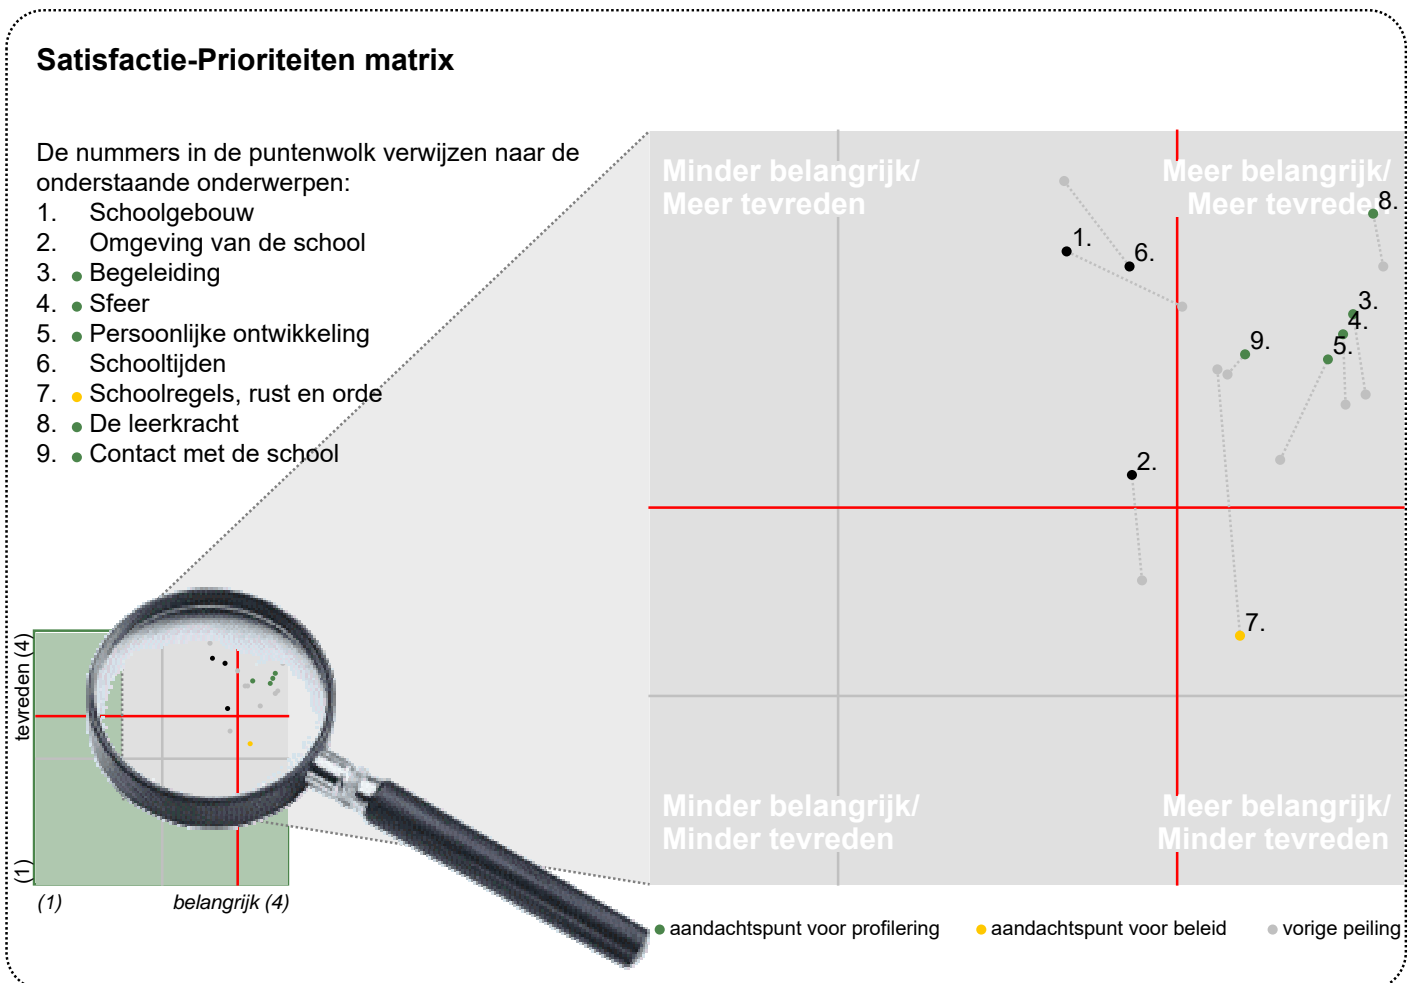 Satisfactie-Prioriteiten matrix
De nummers in de puntenwolk verwijzen naar de
onderstaande onderwerpen:
1. Schoolgebouw
2. Omgeving van de school
3. Begeleiding
4. Sfeer
5. Persoonlijke ontwikkeling
6. Schooltijden
7. Schoolregels, rust en orde
8. De leerkracht
9. Contact met de school
Minder belangrijk/
Meer tevreden
Meer belangrijk/
Meer tevreden
8.
1.
6.
3.
4.
5.
9.
2.
7.
Minder belangrijk/
Minder tevreden
Meer belangrijk/
Minder tevreden
tevreden (4)
(1)
(1)
belangrijk (4)
aandachtspunt voor profilering
aandachtspunt voor beleid
vorige peiling